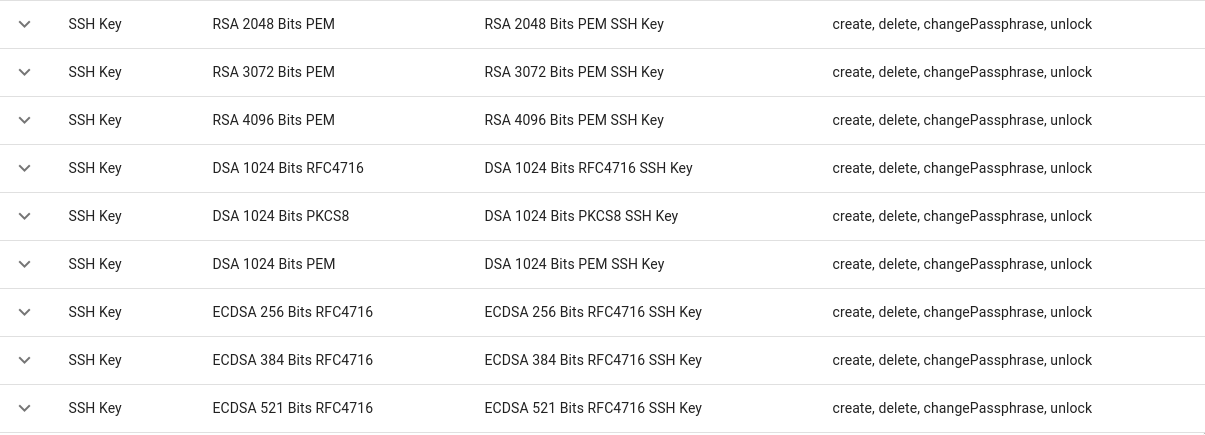 SSH Key RSA 2048 Bits PEM RSA 2048 Bits PEM SSH Key create, delete, changePassphrase, unlock
SSH Key RSA 3072 Bits PEM RSA 3072 Bits PEM SSH Key create, delete, changePassphrase, unlock
SSH Key RSA 4096 Bits PEM RSA 4096 Bits PEM SSH Key create, delete, changePassphrase, unlock
SSH Key DSA 1024 Bits RFC4716 DSA 1024 Bits RFC4716 SSH Key create, delete, changePassphrase, unlock
SSH Key DSA 1024 Bits PKCS8 DSA 1024 Bits PKCS8 SSH Key create, delete, changePassphrase, unlock
SSH Key DSA 1024 Bits PEM DSA 1024 Bits PEM SSH Key create, delete, changePassphrase, unlock
SSH Key ECDSA 256 Bits RFC4716 ECDSA 256 Bits RFC4716 SSH Key create, delete, changePassphrase, unlock
SSH Key ECDSA 384 Bits RFC4716 ECDSA 384 Bits RFC4716 SSH Key create, delete, changePassphrase, unlock
SSH Key ECDSA 521 Bits RFC4716 ECDSA 521 Bits RFC4716 SSH Key create, delete, changePassphrase, unlock